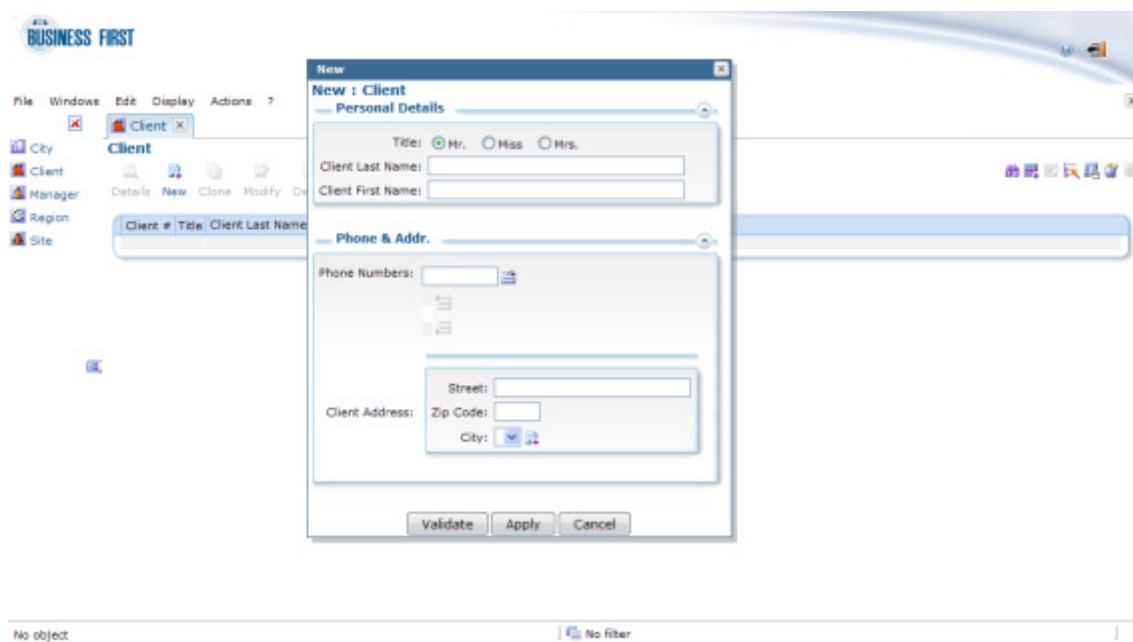 BUSINESS FIRST
New
New : Client
Personal Details
File Windows Edit Display Actions ?
Client
Title: Mr. Miss Mrs.
City
Client
Client
Client Last Name:
Manager
Details New Clone Modify
Client First Name:
Region
Client # Title Client Last Name
Site
Phone & Addr.
Phone Numbers:
Street:
Client Address:
Zip Code:
City:
Validate Apply Cancel
No object
No filter